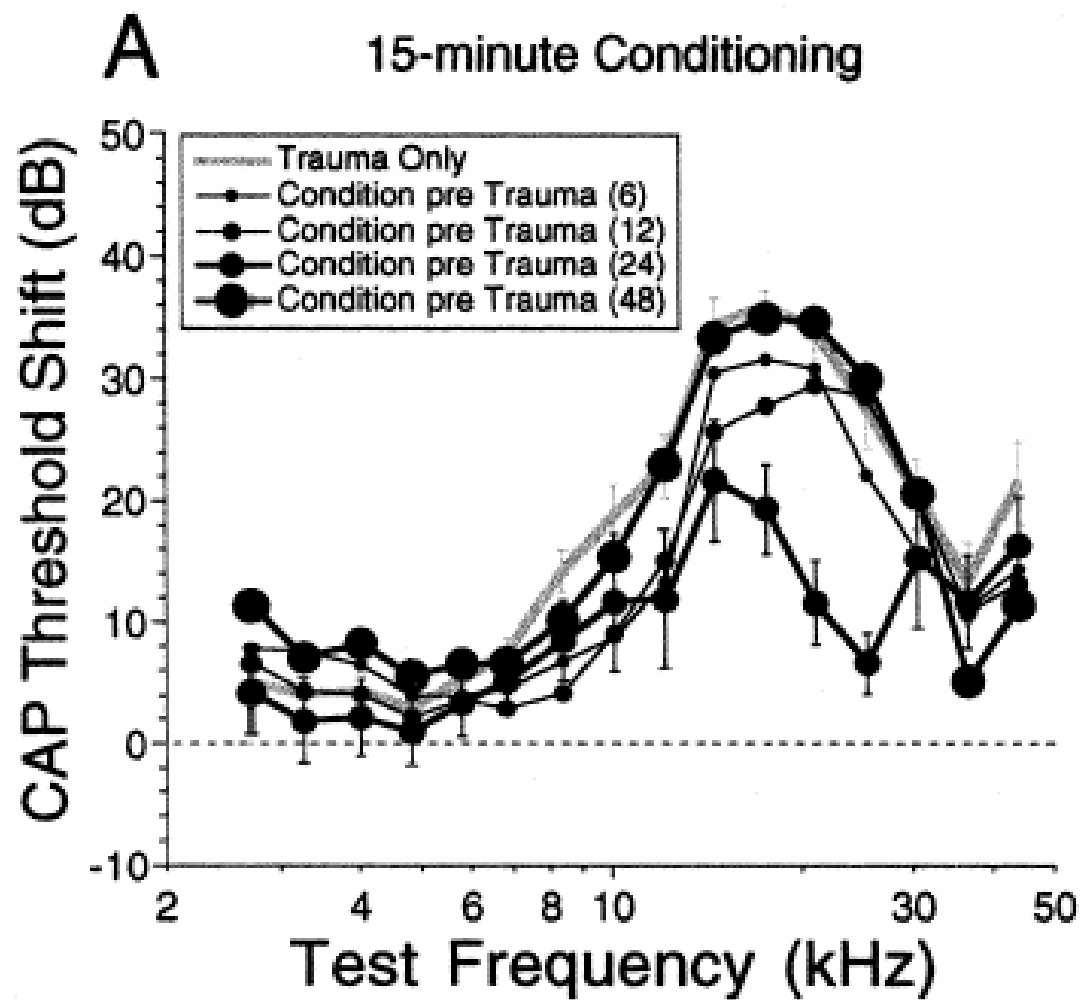 A
15-minute Conditioning
CAP Threshold Shift (dB)
50
40
30
20
10
0
-10
Trauma Only
Condition pre Trauma (6)
Condition pre Trauma (12)
Condition pre Trauma (24)
Condition pre Trauma (48)
2 4 6 8 10 30 50
Test Frequency (kHz)